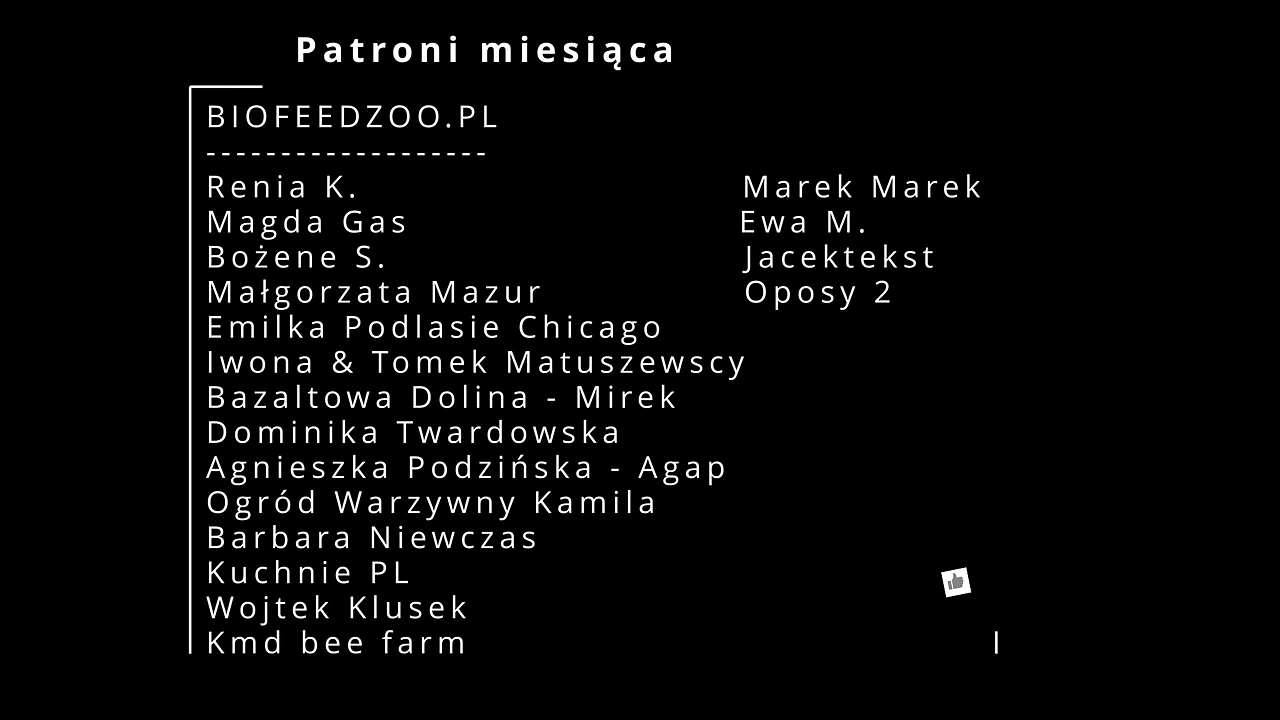 Patroni miesiąca
BIOFEEDZOO.PL
-------------------
Renia K.
Magda Gas
Bożene S.
Małgorzata Mazur
Emilka Podlasie Chicago
Iwona & Tomek Matuszewscy
Bazaltowa Dolina - Mirek
Dominika Twardowska
Agnieszka Podzińska - Agap
Ogród Warzywny Kamila
Barbara Niewczas
Kuchnie PL
Wojtek Klusek
Kmd bee farm
Marek Marek
Ewa M.
Jacektekst
Oposy 2